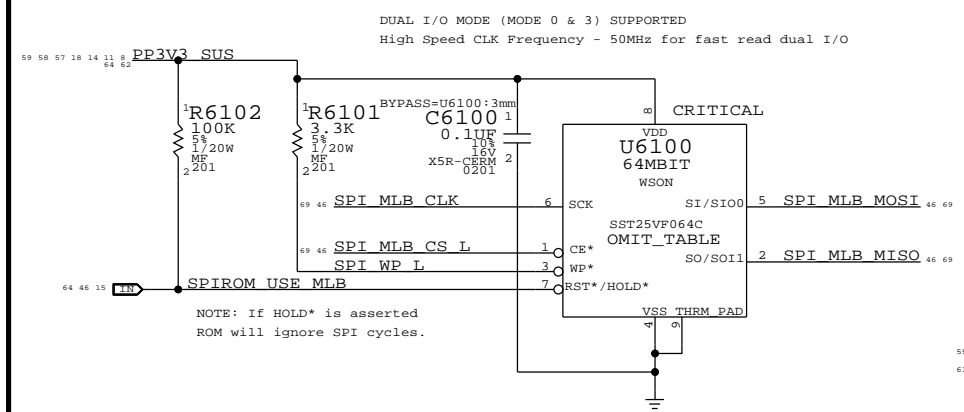 DUAL I/O MODE (MODE 0 & 3) SUPPORTED
High Speed CLK Frequency - 50MHz for fast read dual I/O
59 58 57 18 14 11 8 PP3V3_SUS
64 62
1
R6102
100K
5%
1/20W
MF
201
2
1
R6101
3.3K
5%
1/20W
MF
201
2
BYPASS=U6100:3mm
C6100
1
0.1UF
10%
16V
X5R-CERM
0201
2
8
CRITICAL
VDD
U6100
64MBIT
WSON
69 46 SPI_MLB_CLK 6 SCK
SI/SIO0 5 SPI_MLB_MOSI 46 69
SST25VF064C
OMIT_TABLE
69 46 SPI_MLB_CS_L 1 CE*
SO/SOI1 2 SPI_MLB_MISO 46 69
SPI_WP_L 3 WP*
64 46 15 IN SPIROM_USE_MLB 7 RST*/HOLD*
VSS THRM_PAD
4
9
NOTE: If HOLD* is asserted
ROM will ignore SPI cycles.